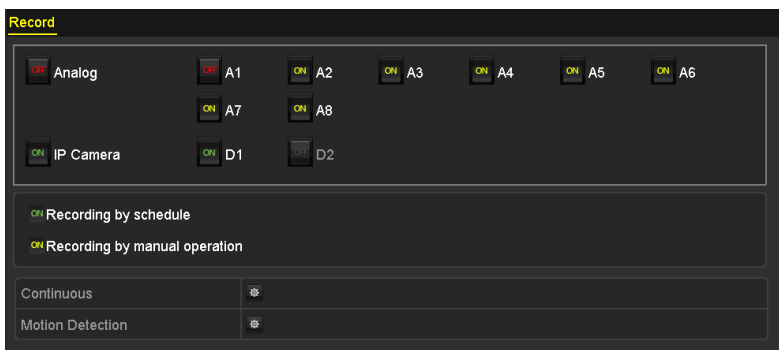 Record
OFF Analog OFF A1 ON A2 ON A3 ON A4 ON A5 ON A6
ON A7 ON A8
ON IP Camera ON D1 OFF D2
ON Recording by schedule
ON Recording by manual operation
Continuous
Motion Detection